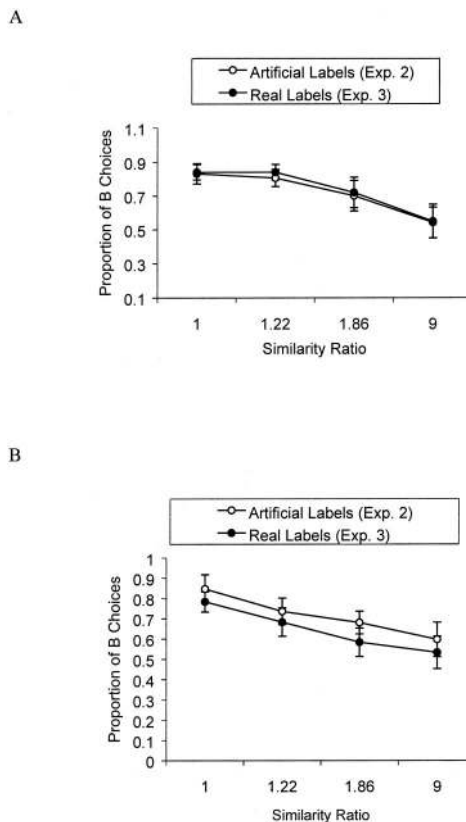 A
Artificial Labels (Exp. 2)
Real Labels (Exp. 3)
Proportion of B Choices
1.1
0.9
0.7
0.5
0.3
0.1
1 1.22 1.86 9
Similarity Ratio
B
Artificial Labels (Exp. 2)
Real Labels (Exp. 3)
Proportion of B Choices
1
0.9
0.8
0.7
0.6
0.5
0.4
0.3
0.2
0.1
0
1 1.22 1.86 9
Similarity Ratio